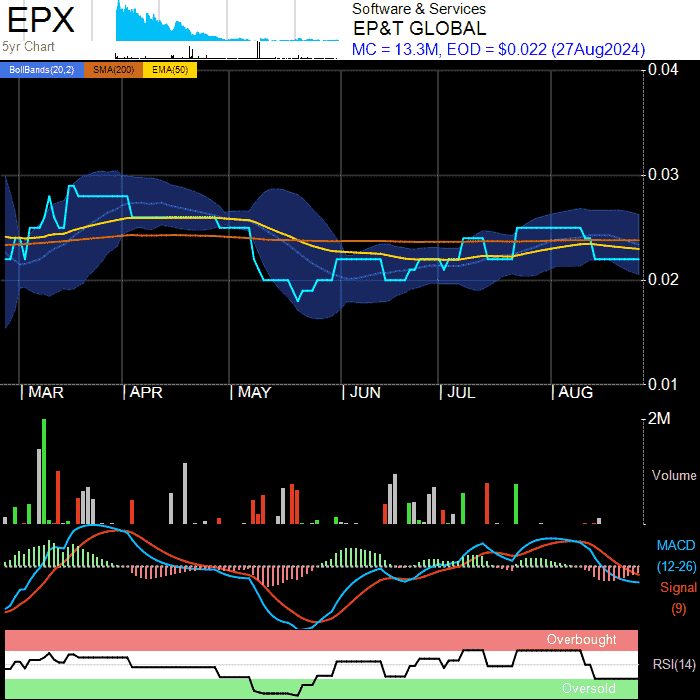 EPX
5yr Chart
Software & Services
EP&T GLOBAL
MC = 13.3M, EOD = $0.022 (27Aug2024)
BollBands(20,2) SMA(200) EMA(50)
0.04
0.03
0.02
0.01
MAR APR MAY JUN JUL AUG
2M
Volume
MACD
(12-26)
Signal
(9)
Overbought
RSI(14)
Oversold